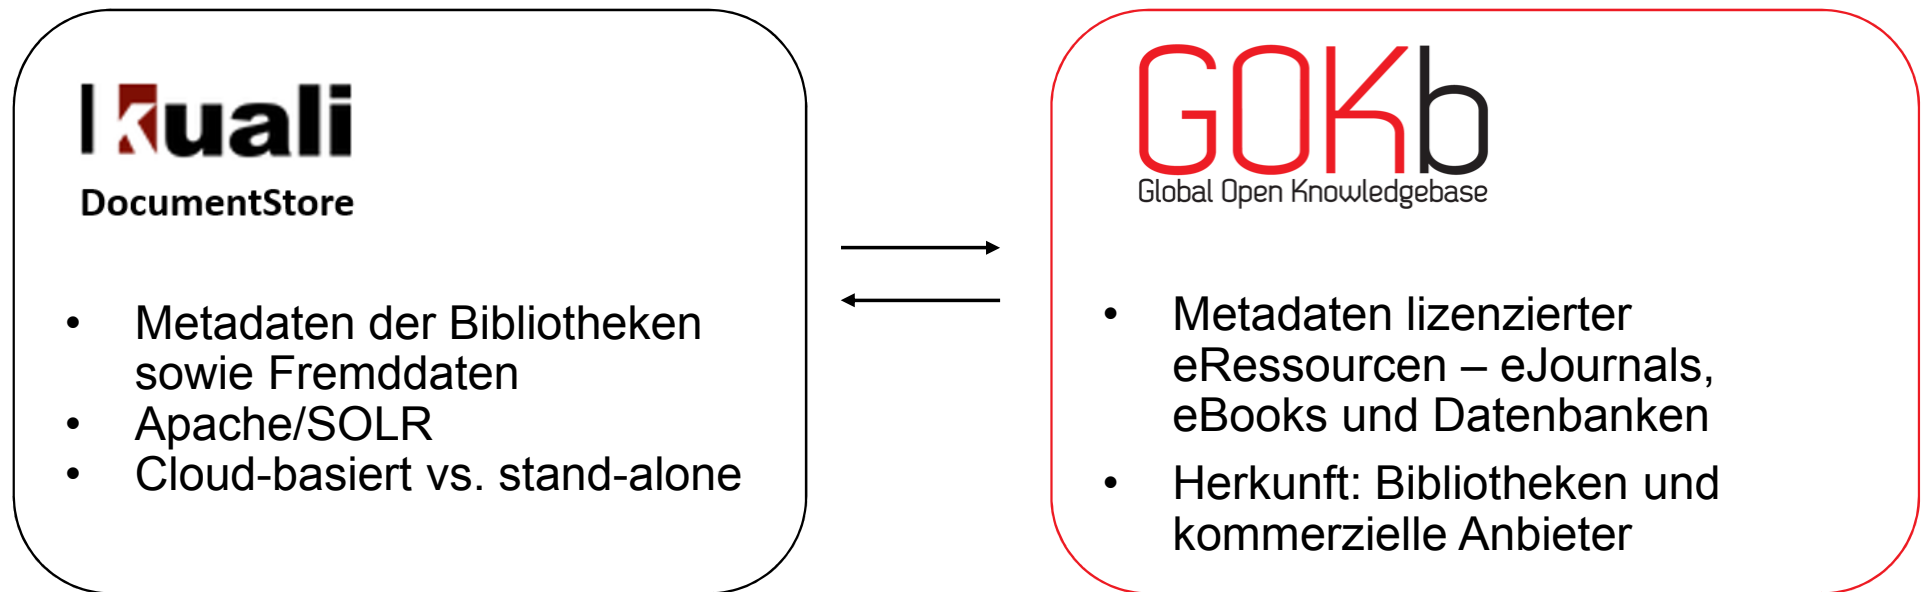 Kuali
DocumentStore
• Metadaten der Bibliotheken
sowie Fremddaten
• Apache/SOLR
• Cloud-basiert vs. stand-alone
GOKb
Global Open Knowledgebase
• Metadaten lizenzierter
eRessourcen – eJournals,
eBooks und Datenbanken
• Herkunft: Bibliotheken und
kommerzielle Anbieter